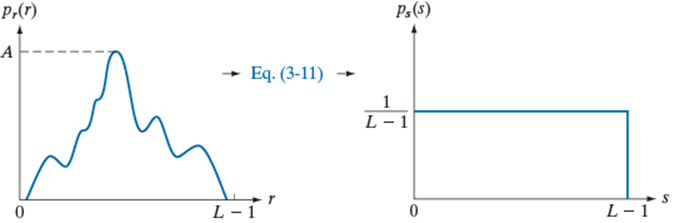 p_r(r)
A
0
L − 1
r
Eq. (3-11)
p_s(s)
1
L − 1
0
L − 1
s